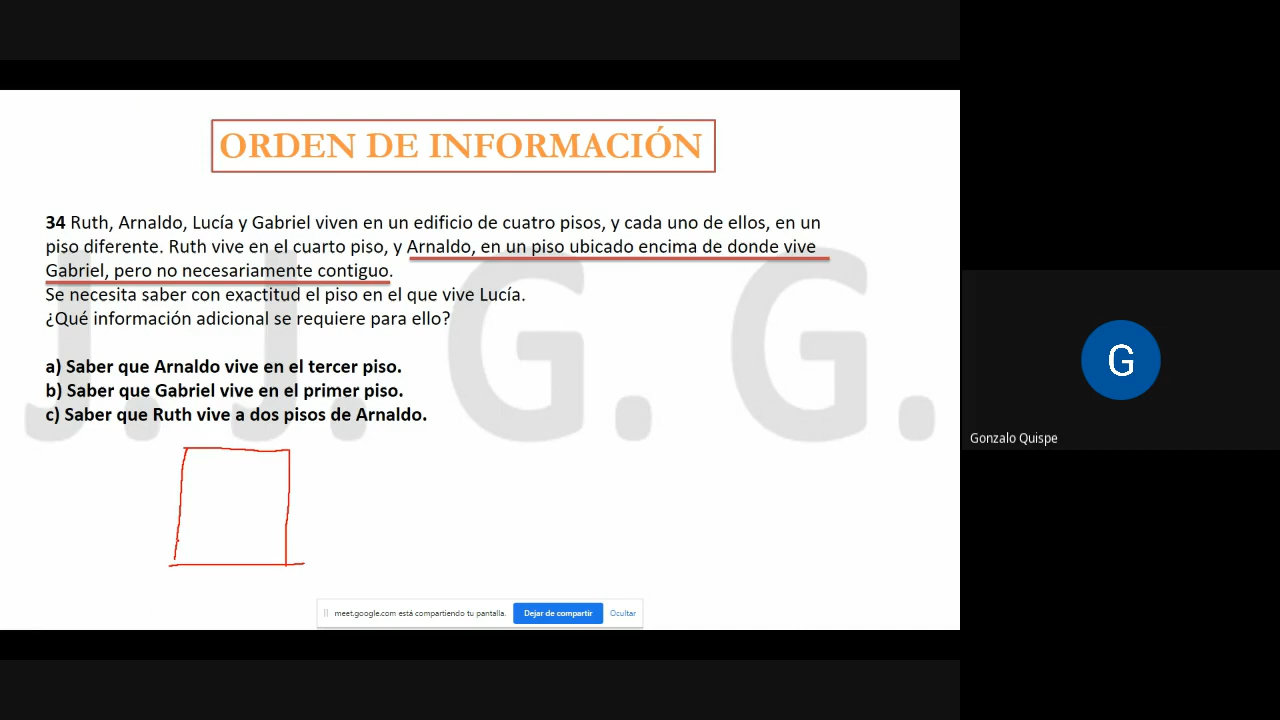 ORDEN DE INFORMACIÓN
34 Ruth, Arnaldo, Lucía y Gabriel viven en un edificio de cuatro pisos, y cada uno de ellos, en un
piso diferente. Ruth vive en el cuarto piso, y Arnaldo, en un piso ubicado encima de donde vive
Gabriel, pero no necesariamente contiguo.
Se necesita saber con exactitud el piso en el que vive Lucía.
¿Qué información adicional se requiere para ello?
a) Saber que Arnaldo vive en el tercer piso.
b) Saber que Gabriel vive en el primer piso.
c) Saber que Ruth vive a dos pisos de Arnaldo.
J. J. G. G.
meet.google.com está compartiendo tu pantalla.
Dejar de compartir
Ocultar
G
Gonzalo Quispe